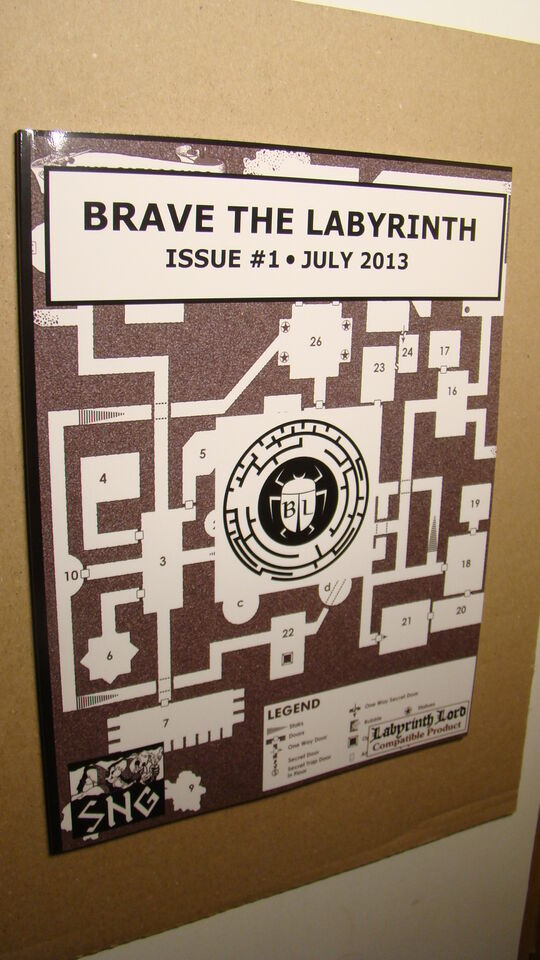 BRAVE THE LABYRINTH
ISSUE #1 • JULY 2013
26
24
17
23
16
5
4
B L
19
3
10
18
d
c
20
21
22
6
7
LEGEND
Stairs
Doors
One Way Door
Secret Door
Secret Trap Door
In Floor
One Way Secret Door
Rubble
Statues
Labyrinth Lord
Compatible Product
9
SNG